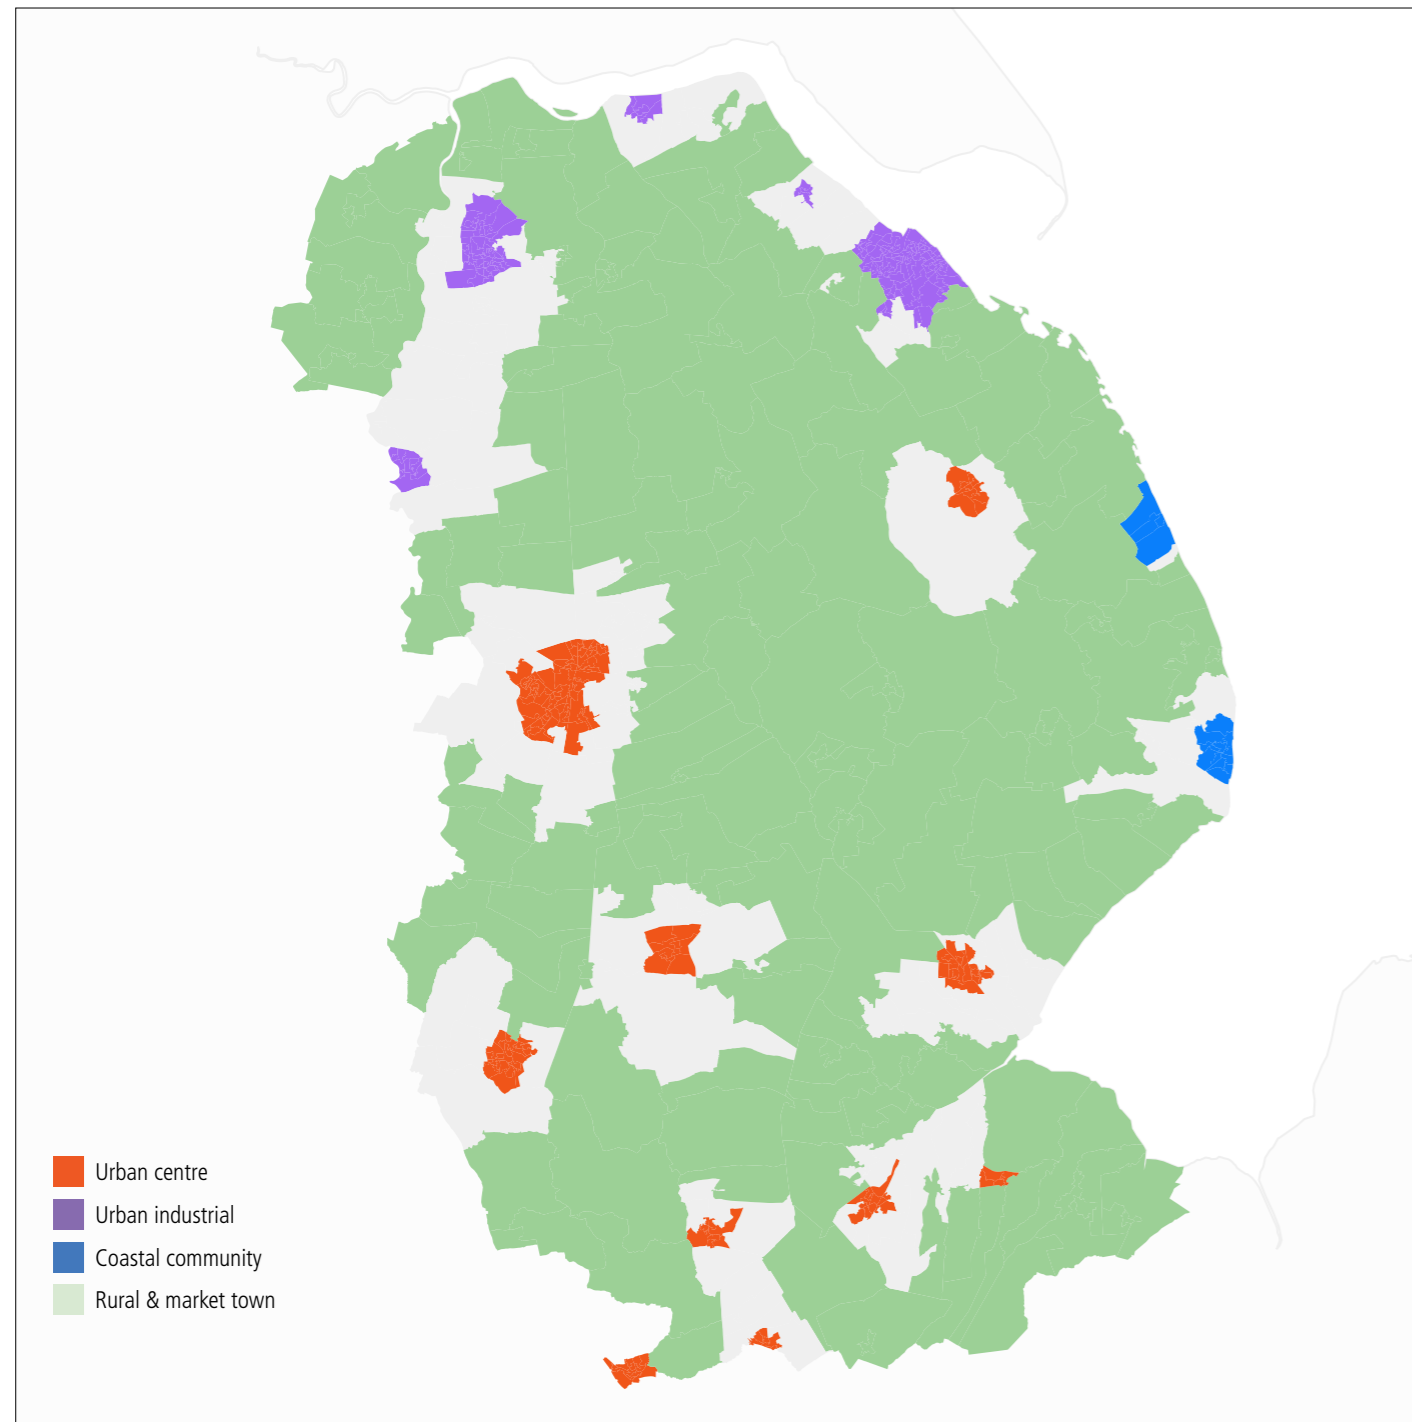 Urban centre
Urban industrial
Coastal community
Rural & market town